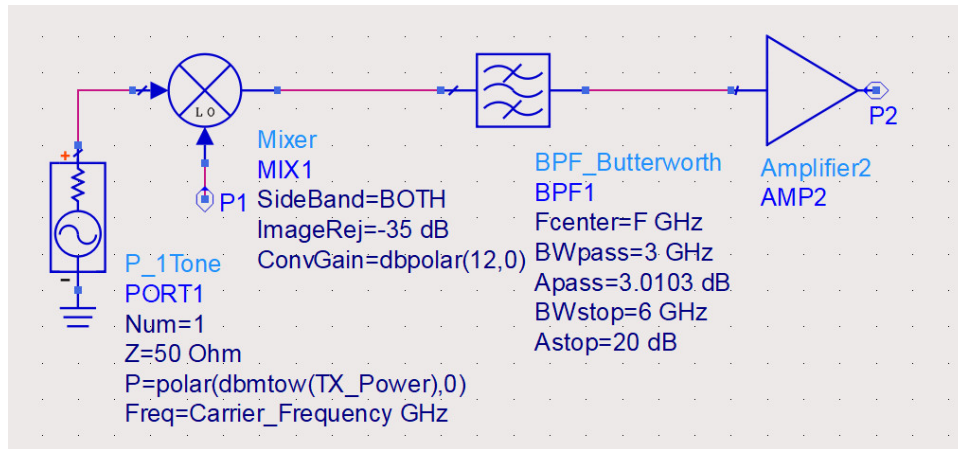 LO
P1
P2
Mixer
MIX1
SideBand=BOTH
ImageRej=-35 dB
ConvGain=dbpolar(12,0)
BPF_Butterworth
BPF1
Fcenter=F GHz
BWpass=3 GHz
Apass=3.0103 dB
BWstop=6 GHz
Astop=20 dB
Amplifier2
AMP2
P_1Tone
PORT1
Num=1
Z=50 Ohm
P=polar(dbmtow(TX_Power),0)
Freq=Carrier_Frequency GHz